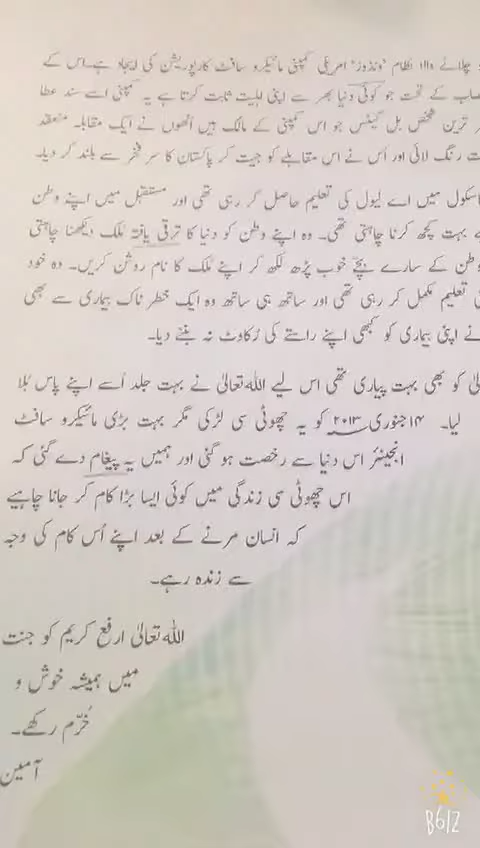 چلانے والا نظام 'ونڈوز' امریکی کمپنی مائیکرو سافٹ کارپوریشن کی ایجاد ہے۔ اس کے
صاب کے تحت جو کوئی دنیا بھر سے اپنی اہلیت ثابت کرتا ہے یہ کمپنی اسے سند عطا
ر ترین شخص بل گیٹس جو اس کمپنی کے مالک ہیں انھوں نے ایک مقابلہ منعقد
ت رنگ لائی اور اُس نے اس مقابلے کو جیت کر پاکستان کا سر فخر سے بلند کر دیا۔
اسکول میں اے لیول کی تعلیم حاصل کر رہی تھی اور مستقبل میں اپنے وطن
ے بہت کچھ کرنا چاہتی تھی۔ وہ اپنے وطن کو دنیا کا ترقی یافتہ ملک دیکھنا چاہتی
وطن کے سارے بچّے خوب پڑھ لکھ کر اپنے مُلک کا نام روشن کریں۔ وہ خود
ی تعلیم مکمل کر رہی تھی اور ساتھ ہی ساتھ وہ ایک خطر ناک بیماری سے بھی
نے اپنی بیماری کو کبھی اپنے راستے کی رُکاوٹ نہ بننے دیا۔
لیٰ کو بھی بہت پیاری تھی اس لیے اللہ تعالیٰ نے بہت جلد اُسے اپنے پاس بُلا
لیا۔ ۱۴ جنوری ۲۰۱۳ کو یہ چھوٹی سی لڑکی مگر بہت بڑی مائیکرو سافٹ
انجینئر اس دنیا سے رخصت ہو گئی اور ہمیں یہ پیغام دے گئی کہ
اس چھوٹی سی زندگی میں کوئی ایسا بڑا کام کر جانا چاہیے
کہ انسان مرنے کے بعد اپنے اُس کام کی وجہ
سے زندہ رہے۔
اللہ تعالیٰ ارفع کریم کو جنت
میں ہمیشہ خوش و
خُرّم رکھے۔
آمین
B612